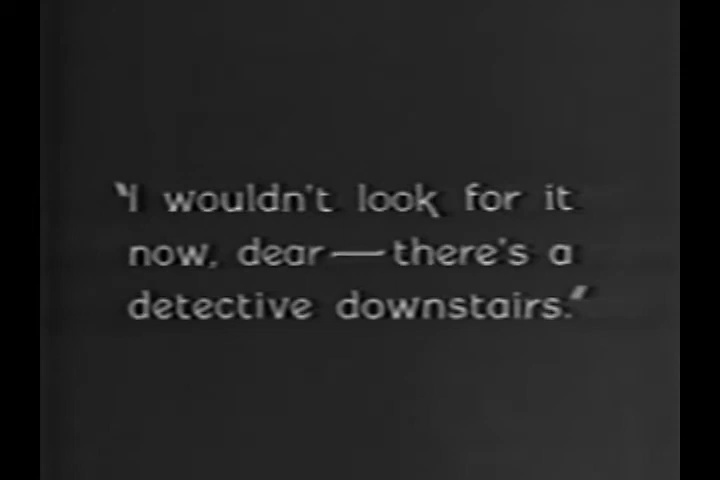 "I wouldn't look for it
now, dear—there's a
detective downstairs."